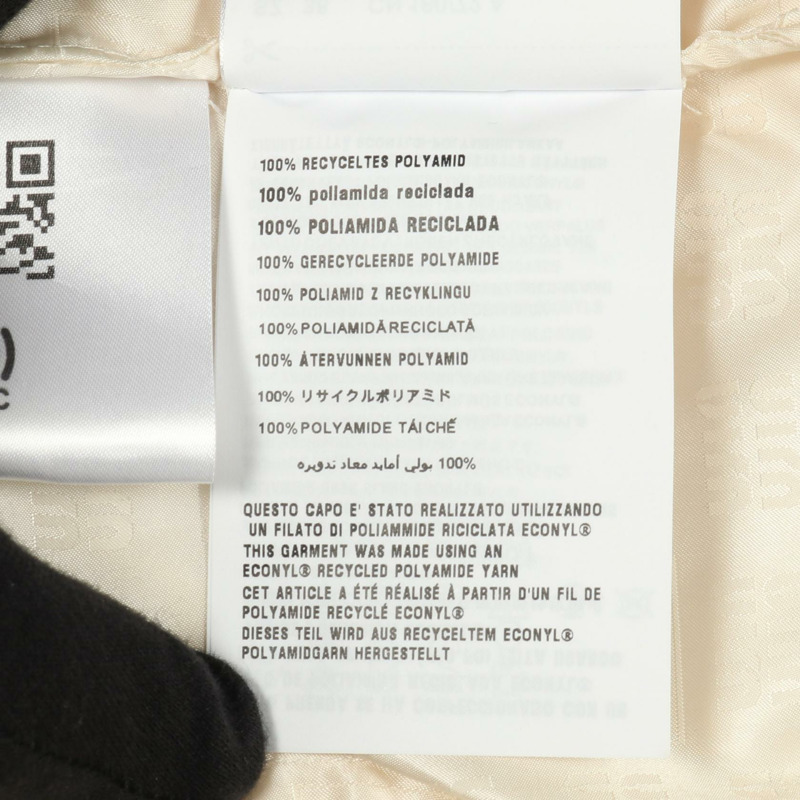 100% RECYCELTES POLYAMID
100% poliamida reciclada
100% POLIAMIDA RECICLADA
100% GERECYCLEERDE POLYAMIDE
100% POLIAMID Z RECYKLINGU
100% POLIAMIDĂ RECICLATĂ
100% ÅTERVUNNEN POLYAMID
100% リサイクルポリアミド
100% POLYAMIDE TÁI CHẾ
100% بولي أمايد معاد تدويره
QUESTO CAPO E' STATO REALIZZATO UTILIZZANDO
UN FILATO DI POLIAMMIDE RICICLATA ECONYL®
THIS GARMENT WAS MADE USING AN
ECONYL® RECYCLED POLYAMIDE YARN
CET ARTICLE A ÉTÉ RÉALISÉ À PARTIR D'UN FIL DE
POLYAMIDE RECYCLÉ ECONYL®
DIESES TEIL WIRD AUS RECYCELTEM ECONYL®
POLYAMIDGARN HERGESTELLT